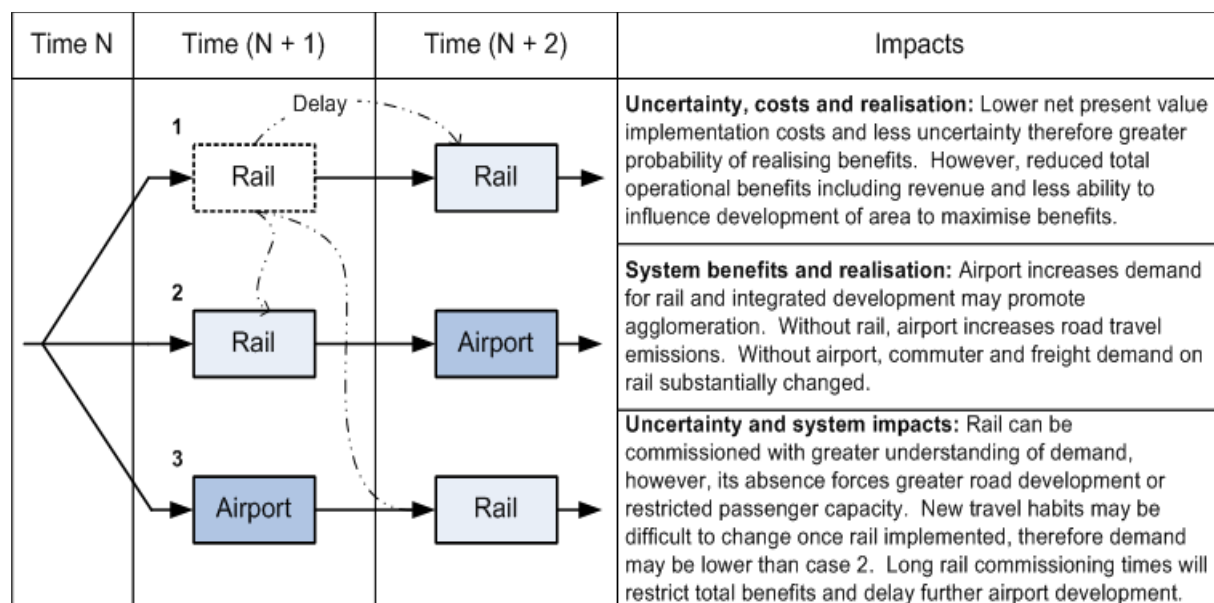 Time N
Time (N + 1)
Time (N + 2)
Impacts
Delay
1
Rail
Rail
Uncertainty, costs and realisation: Lower net present value
implementation costs and less uncertainty therefore greater
probability of realising benefits.  However, reduced total
operational benefits including revenue and less ability to
influence development of area to maximise benefits.
2
Rail
Airport
System benefits and realisation: Airport increases demand
for rail and integrated development may promote
agglomeration.  Without rail, airport increases road travel
emissions.  Without airport, commuter and freight demand on
rail substantially changed.
3
Airport
Rail
Uncertainty and system impacts: Rail can be
commissioned with greater understanding of demand,
however, its absence forces greater road development or
restricted passenger capacity.  New travel habits may be
difficult to change once rail implemented, therefore demand
may be lower than case 2.  Long rail commissioning times will
restrict total benefits and delay further airport development.